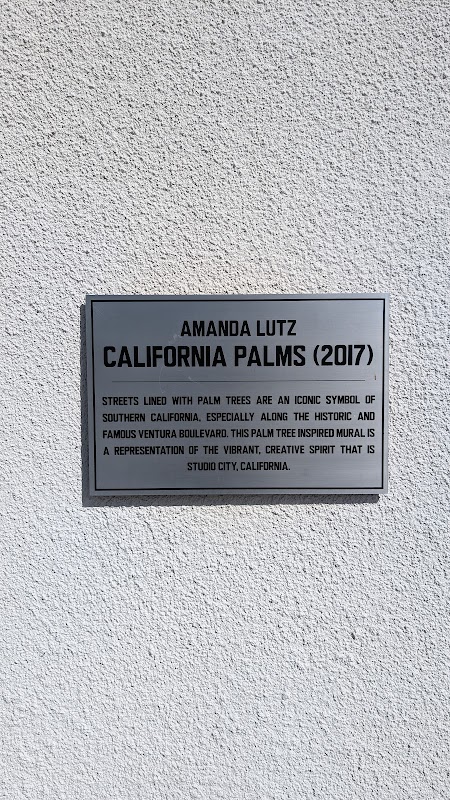 AMANDA LUTZ
CALIFORNIA PALMS (2017)
STREETS LINED WITH PALM TREES ARE AN ICONIC SYMBOL OF
SOUTHERN CALIFORNIA, ESPECIALLY ALONG THE HISTORIC AND
FAMOUS VENTURA BOULEVARD. THIS PALM TREE INSPIRED MURAL IS
A REPRESENTATION OF THE VIBRANT, CREATIVE SPIRIT THAT IS
STUDIO CITY, CALIFORNIA.